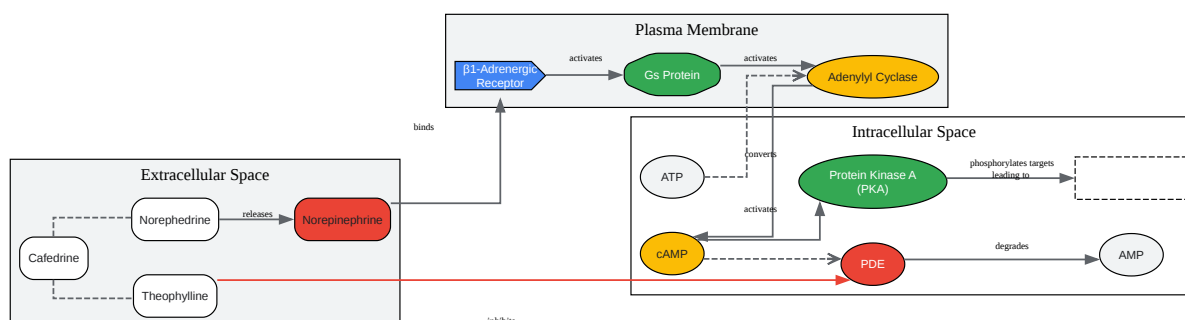 Plasma Membrane
β1-Adrenergic
Receptor
activates
Gs Protein
activates
Adenylyl Cyclase
binds
Intracellular Space
converts
ATP
Protein Kinase A
(PKA)
phosphorylates targets
leading to
Extracellular Space
Norephedrine
releases
Norepinephrine
activates
Cafedrine
cAMP
PDE
degrades
AMP
Theophylline